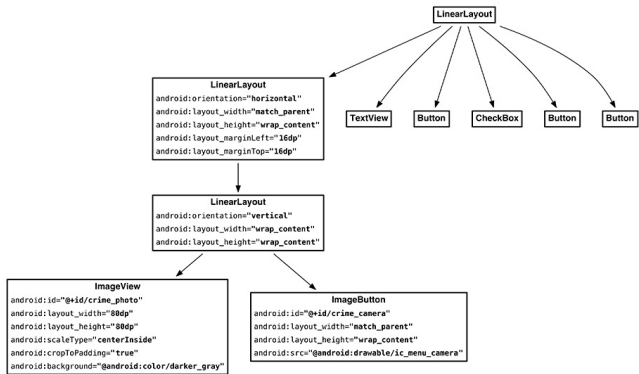 LinearLayout
LinearLayout
android:orientation="horizontal"
android:layout_width="match_parent"
android:layout_height="wrap_content"
android:layout_marginLeft="16dp"
android:layout_marginTop="16dp"
TextView
Button
CheckBox
Button
Button
LinearLayout
android:orientation="vertical"
android:layout_width="wrap_content"
android:layout_height="wrap_content"
ImageView
android:id="@+id/crime_photo"
android:layout_width="80dp"
android:layout_height="80dp"
android:scaleType="centerInside"
android:cropToPadding="true"
android:background="@android:color/darker_gray"
ImageButton
android:id="@+id/crime_camera"
android:layout_width="match_parent"
android:layout_height="wrap_content"
android:src="@android:drawable/ic_menu_camera"